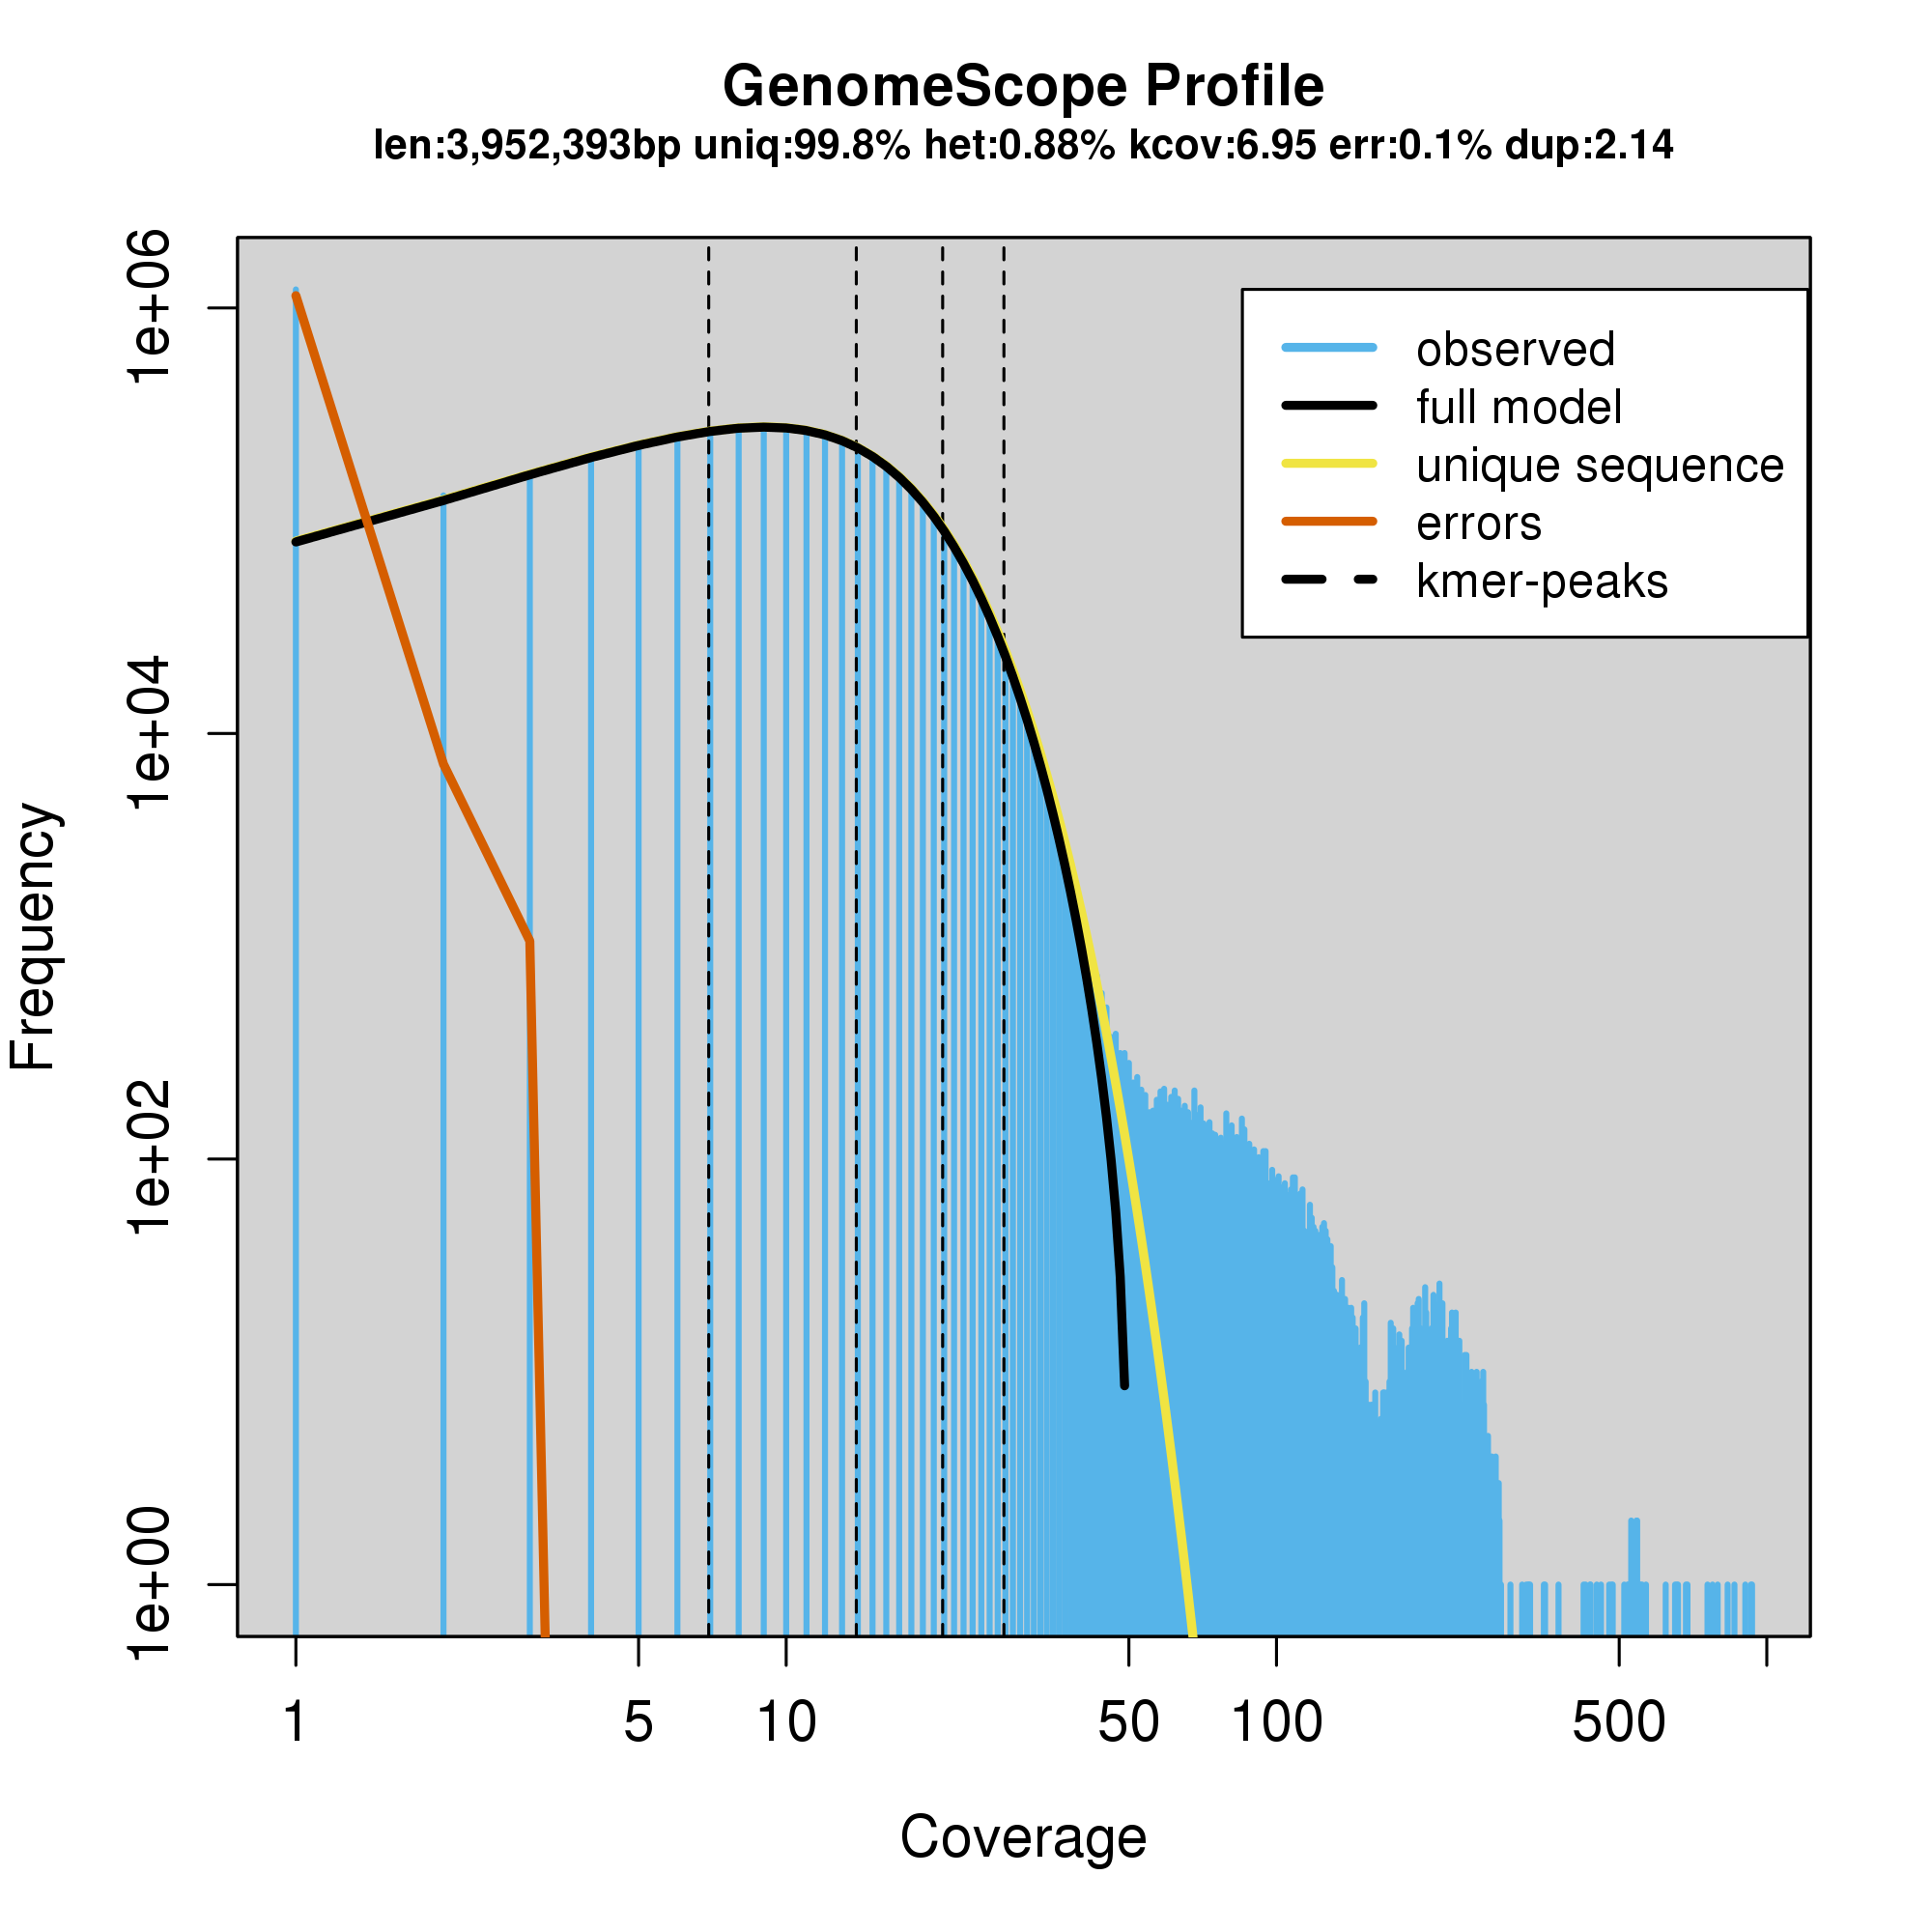 GenomeScope Profile
len:3,952,393bp uniq:99.8% het:0.88% kcov:6.95 err:0.1% dup:2.14
1e+06
1e+04
1e+02
1e+00
Frequency
observed
full model
unique sequence
errors
kmer-peaks
1 5 10 50 100 500
Coverage